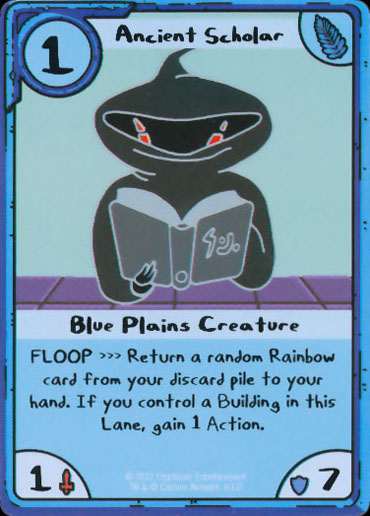 1
Ancient Scholar
Blue Plains Creature
FLOOP >>> Return a random Rainbow
card from your discard pile to your
hand. If you control a Building in this
Lane, gain 1 Action.
1
7